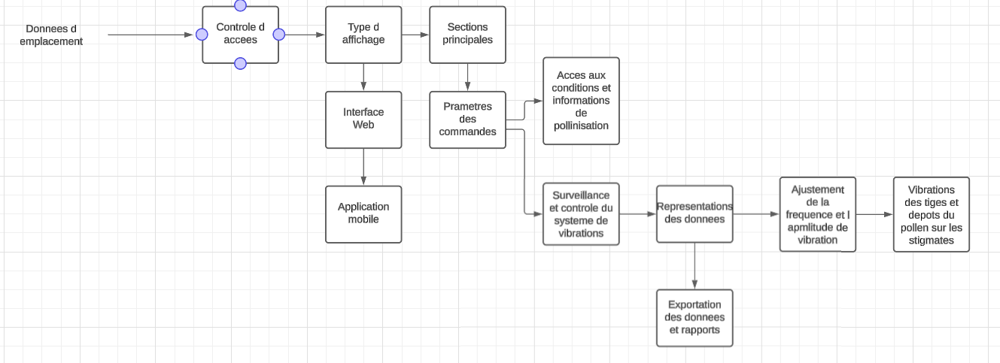 Donnees d
emplacement
Controle d
accees
Type d
affichage
Sections
principales
Interface
Web
Prametres
des
commandes
Acces aux
conditions et
informations
de
pollinisation
Application
mobile
Surveillance
et controle du
systeme de
vibrations
Representations
des donnees
Ajustement
de la
frequence et l
apmlitude de
vibration
Vibrations
des tiges et
depots du
pollen sur les
stigmates
Exportation
des donnees
et rapports